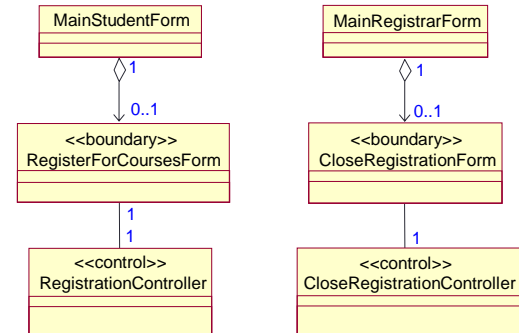 MainStudentForm
1
0..1
<<boundary>>
RegisterForCoursesForm
1
1
<<control>>
RegistrationController
MainRegistrarForm
1
0..1
<<boundary>>
CloseRegistrationForm
1
<<control>>
CloseRegistrationController